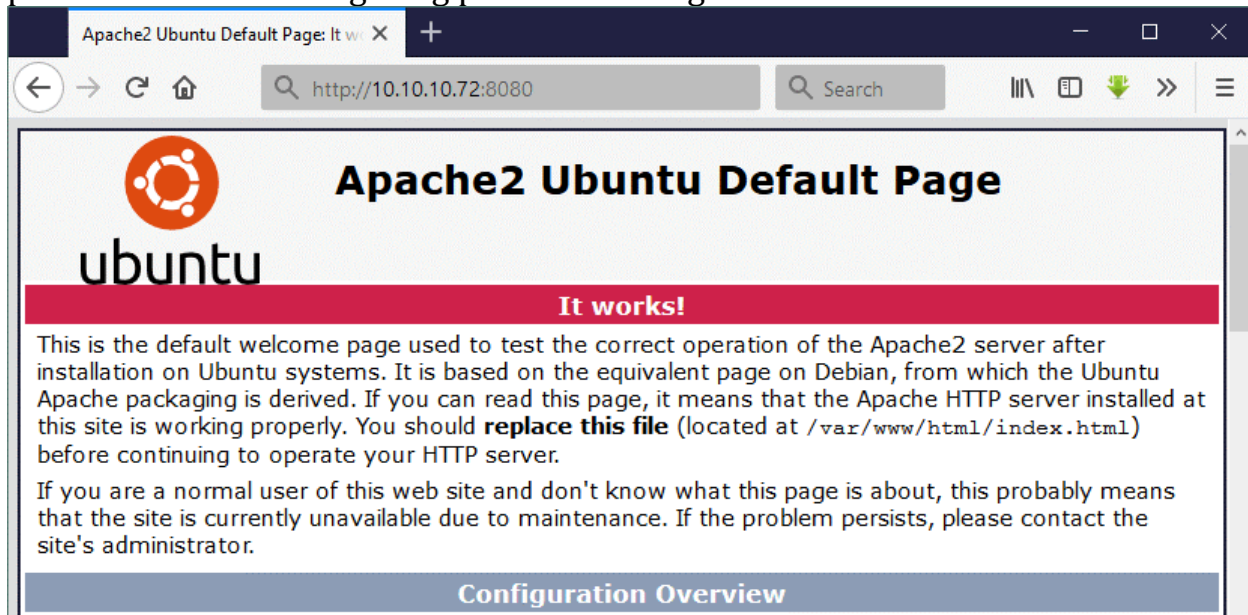 Apache2 Ubuntu Default Page: It w
http://10.10.10.72:8080
Search
ubuntu
Apache2 Ubuntu Default Page
It works!
This is the default welcome page used to test the correct operation of the Apache2 server after
installation on Ubuntu systems. It is based on the equivalent page on Debian, from which the Ubuntu
Apache packaging is derived. If you can read this page, it means that the Apache HTTP server installed at
this site is working properly. You should replace this file (located at /var/www/html/index.html)
before continuing to operate your HTTP server.
If you are a normal user of this web site and don't know what this page is about, this probably means
that the site is currently unavailable due to maintenance. If the problem persists, please contact the
site's administrator.
Configuration Overview